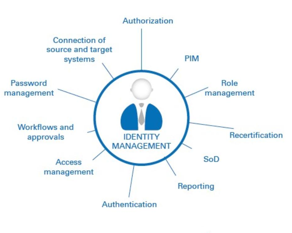 Authorization
Connection of
source and target
systems
PIM
Password
management
Role
management
Workflows and
approvals
IDENTITY
MANAGEMENT
Recertification
Access
management
SoD
Reporting
Authentication